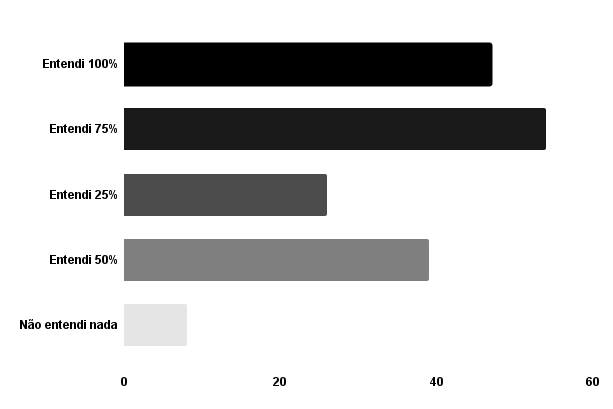 Entendi 100%
Entendi 75%
Entendi 25%
Entendi 50%
Não entendi nada
0 20 40 60